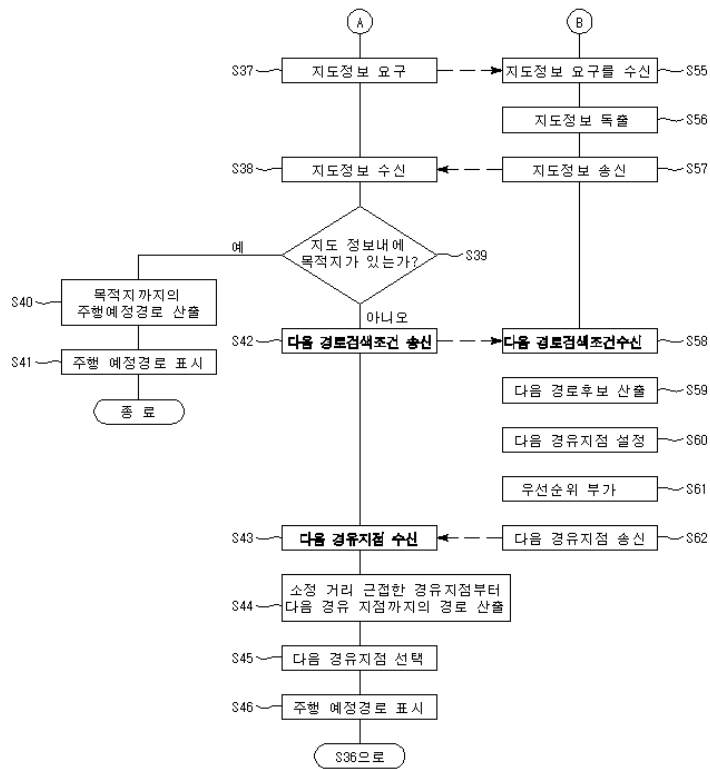 A
B
S37
지도정보 요구
지도정보 요구를 수신
S55
지도정보 독출
S56
S38
지도정보 수신
지도정보 송신
S57
예
지도 정보내에
목적지가 있는가?
S39
S40
목적지까지의
주행예정경로 산출
아니오
S42
다음 경로검색조건 송신
다음 경로검색조건수신
S58
S41
주행 예정경로 표시
다음 경로후보 산출
S59
종 료
다음 경유지점 설정
S60
우선순위 부가
S61
S43
다음 경유지점 수신
다음 경유지점 송신
S62
S44
소정 거리 근접한 경유지점부터
다음 경유 지점까지의 경로 산출
S45
다음 경유지점 선택
S46
주행 예정경로 표시
S36으로